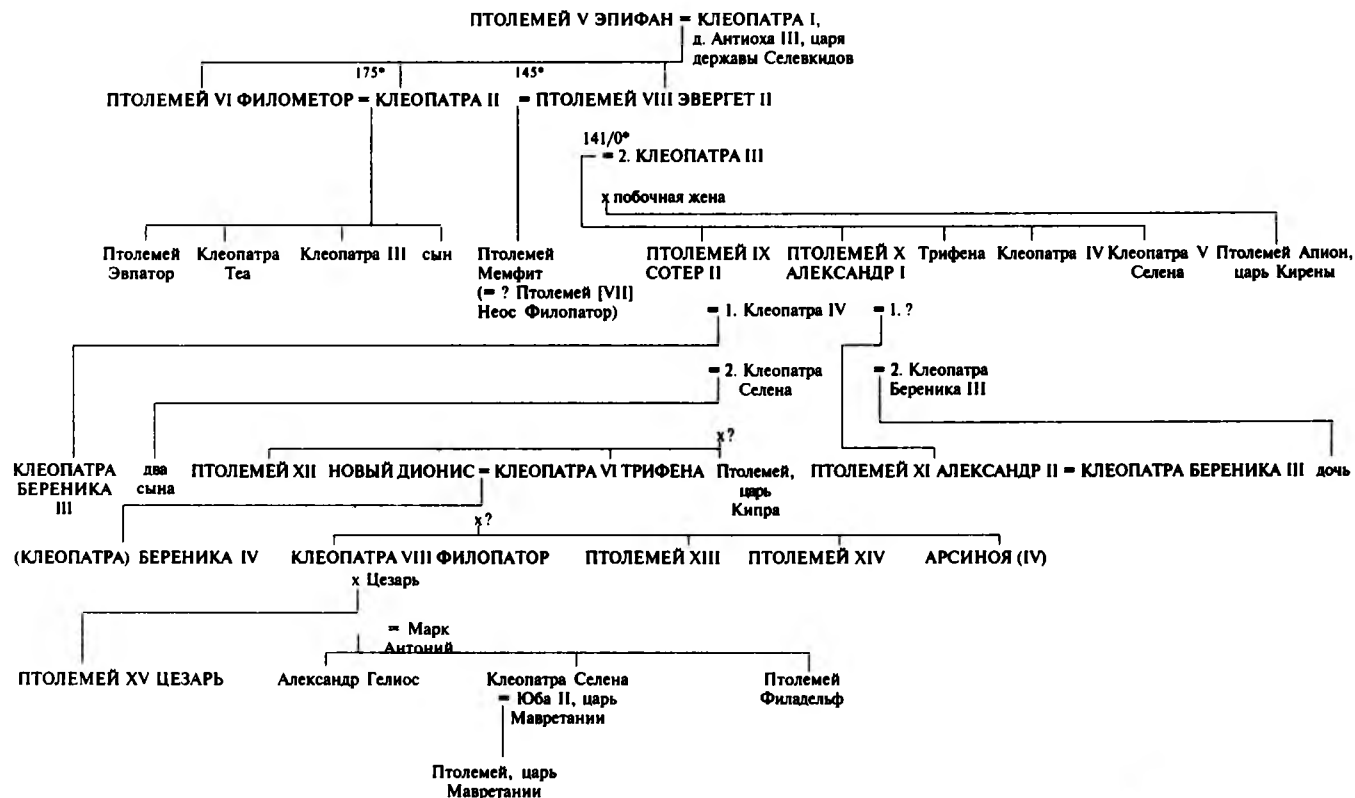 ПТОЛЕМЕЙ V ЭПИФАН = КЛЕОПАТРА I,
д. Антиоха III, царя
державы Селевкидов
175* 145*
ПТОЛЕМЕЙ VI ФИЛОМЕТОР = КЛЕОПАТРА II = ПТОЛЕМЕЙ VIII ЭВЕРГЕТ II
141/0*
= 2. КЛЕОПАТРА III
x побочная жена
Птолемей
Эвпатор
Клеопатра
Теа
Клеопатра III
сын
Птолемей
Мемфит
(= ? Птолемей [VII]
Неос Филопатор)
ПТОЛЕМЕЙ IX
СОТЕР II
ПТОЛЕМЕЙ X
АЛЕКСАНДР I
Трифена
Клеопатра IV
Клеопатра V
Селена
Птолемей Апион,
царь Кирены
= 1. Клеопатра IV
= 1. ?
= 2. Клеопатра
Селена
= 2. Клеопатра
Береника III
x ?
КЛЕОПАТРА
БЕРЕНИКА
III
два
сына
ПТОЛЕМЕЙ XII НОВЫЙ ДИОНИС = КЛЕОПАТРА VI ТРИФЕНА
Птолемей,
царь
Кипра
ПТОЛЕМЕЙ XI АЛЕКСАНДР II = КЛЕОПАТРА БЕРЕНИКА III
дочь
x ?
(КЛЕОПАТРА) БЕРЕНИКА IV
КЛЕОПАТРА VIII ФИЛОПАТОР
ПТОЛЕМЕЙ XIII
ПТОЛЕМЕЙ XIV
АРСИНОЯ (IV)
x Цезарь
= Марк
Антоний
ПТОЛЕМЕЙ XV ЦЕЗАРЬ
Александр Гелиос
Клеопатра Селена
= Юба II, царь
Мавретании
Птолемей
Филадельф
Птолемей, царь
Мавретании